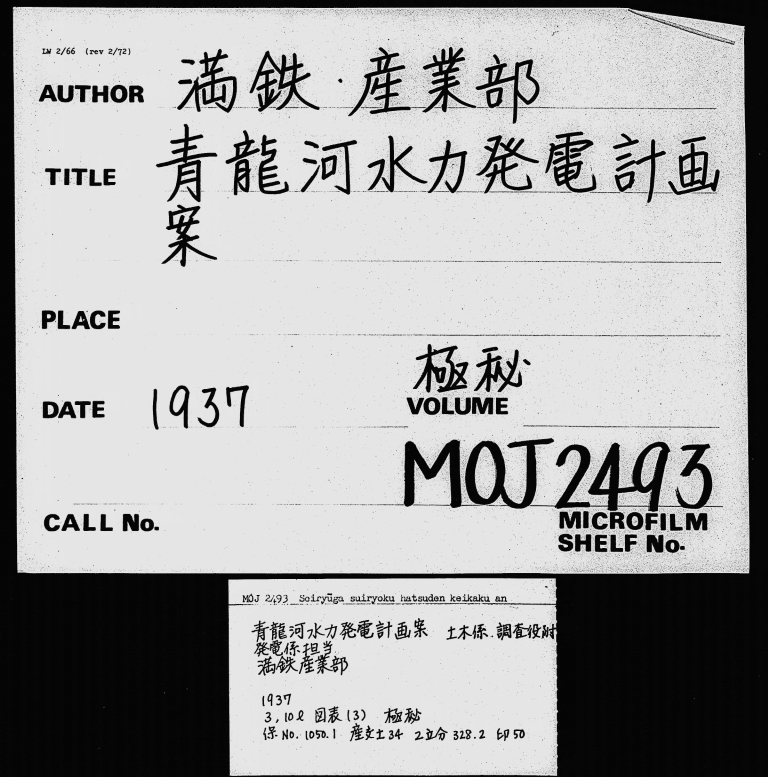 LW 2/66 (rev 2/72)
AUTHOR 満鉄・産業部
TITLE 青龍河水力発電計画
案
PLACE
極秘
DATE 1937 VOLUME
MOJ 2493
CALL No. MICROFILM
SHELF No.
MOJ 2493 Seiryūga suiryoku hatsuden keikaku an
青龍河水力発電計画案 土木係.調査役附
発電係担当
満鉄産業部
1937
3, 10ℓ 図表(3) 極秘
保 No. 1050.1 産土34 2立分 328.2 印50